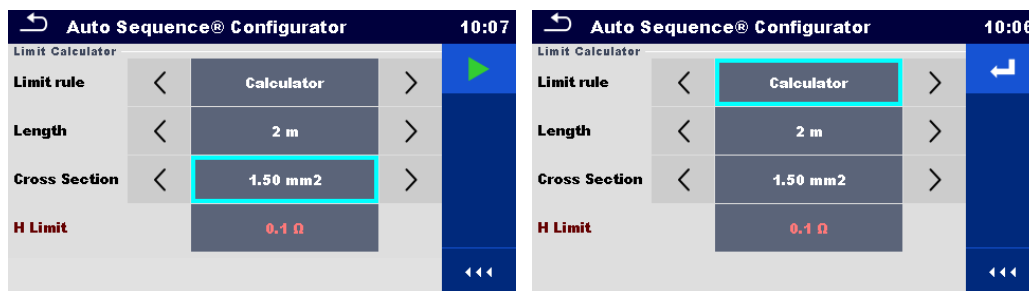 Auto Sequence® Configurator 10:07
Limit Calculator
Limit rule Calculator
Length 2 m
Cross Section 1.50 mm2
H Limit 0.1 Ω
Auto Sequence® Configurator 10:06
Limit Calculator
Limit rule Calculator
Length 2 m
Cross Section 1.50 mm2
H Limit 0.1 Ω